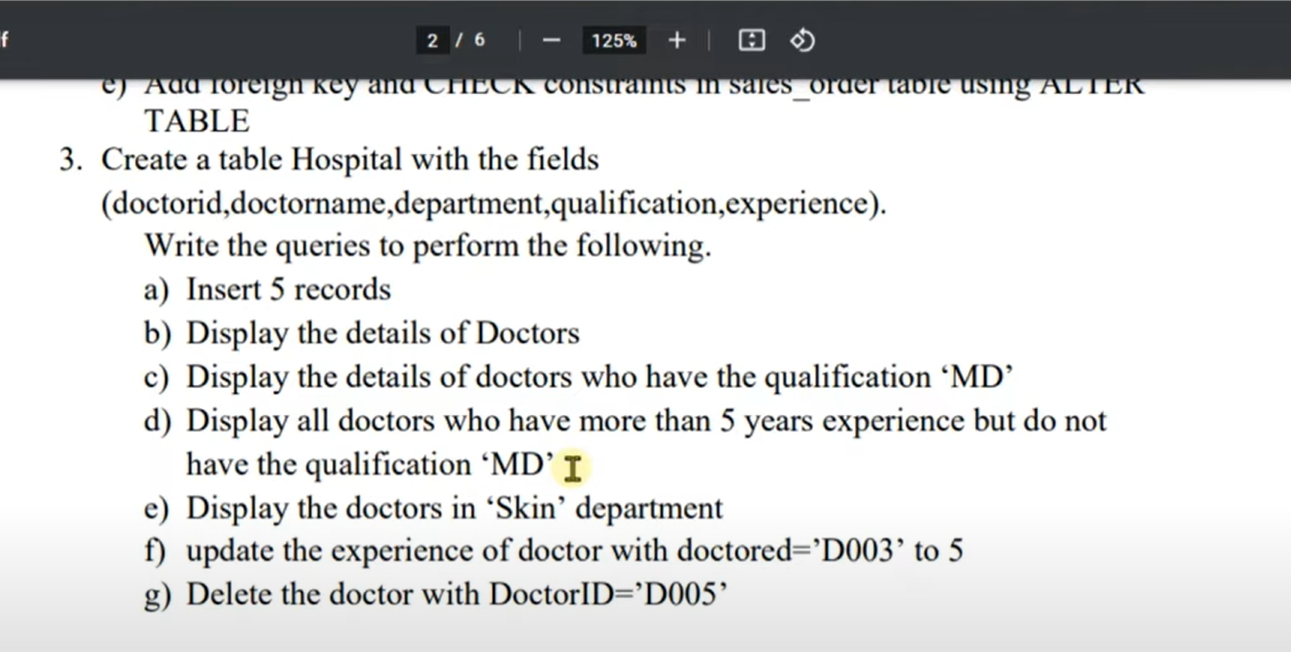 f
2 / 6 | − 125% + |
e) Add foreign key and CHECK constraints in sales_order table using ALTER
TABLE
3. Create a table Hospital with the fields
(doctorid,doctorname,department,qualification,experience).
Write the queries to perform the following.
a) Insert 5 records
b) Display the details of Doctors
c) Display the details of doctors who have the qualification ‘MD’
d) Display all doctors who have more than 5 years experience but do not
have the qualification ‘MD’
e) Display the doctors in ‘Skin’ department
f) update the experience of doctor with doctored=’D003’ to 5
g) Delete the doctor with DoctorID=’D005’